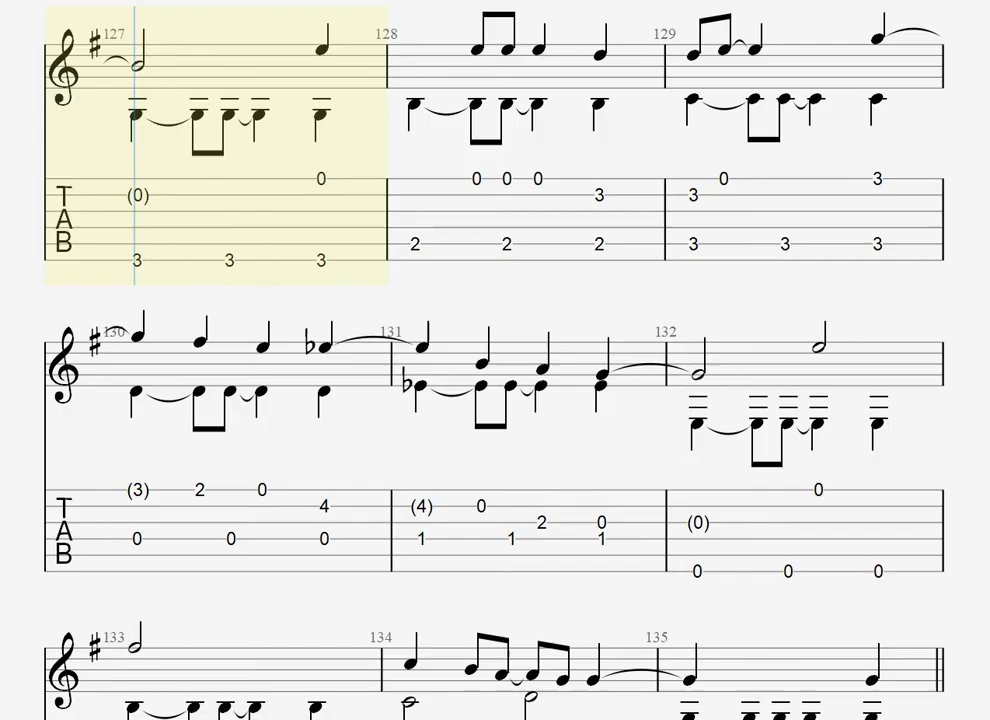 127 128 129
0 0 0 0 0 3
T (0) 3 3
A
B 2 2 2 3 3 3
3 3 3
130 131 132
(3) 2 0 0
T 4 (4) 0
2 0 (0)
A 0 0 0 1 1 1
B
0 0 0
133 134 135